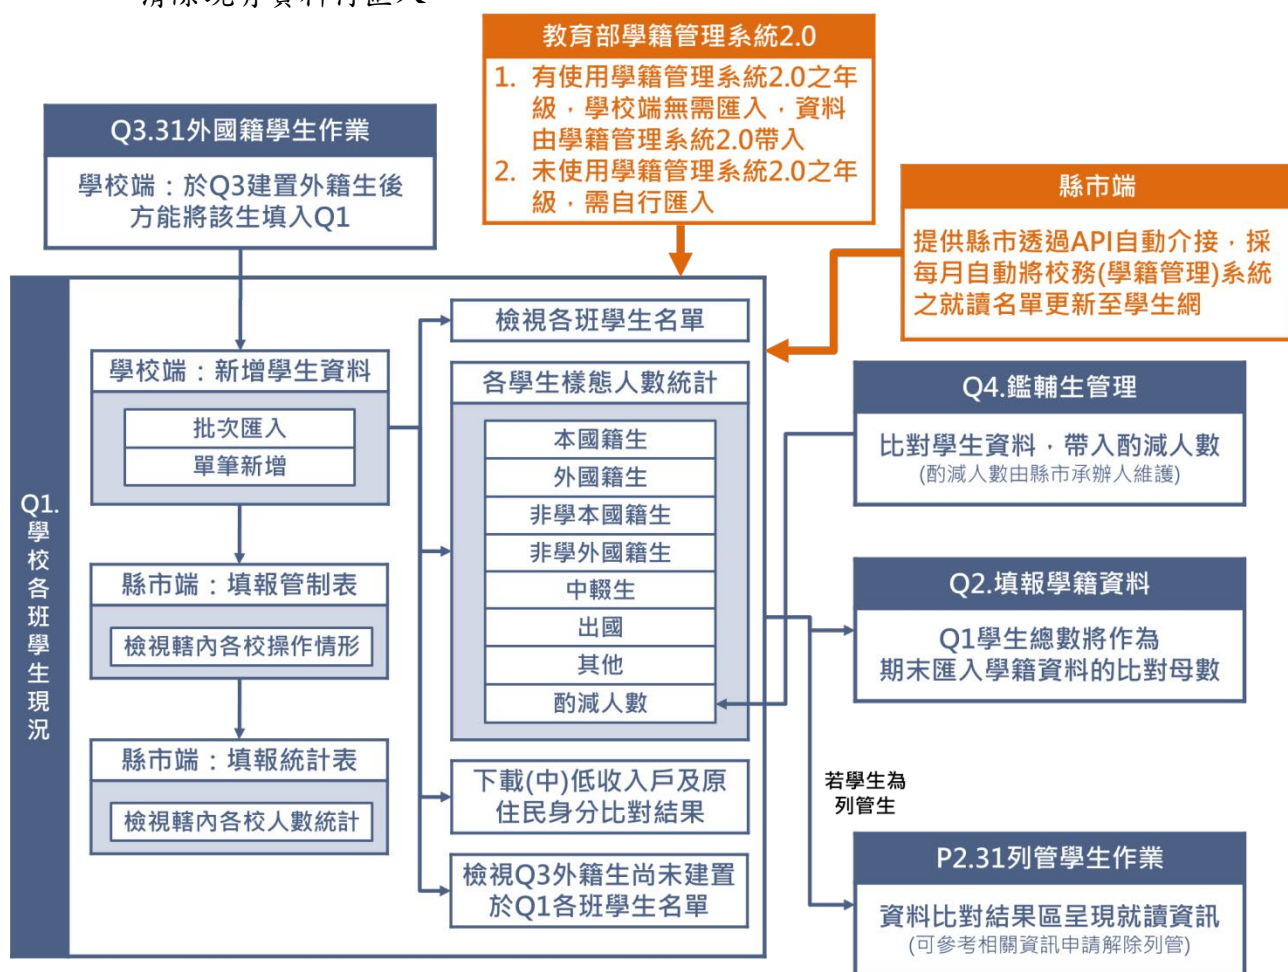 清除現有資料再匯入
教育部學籍管理系統2.0
1. 有使用學籍管理系統2.0之年
級，學校端無需匯入，資料
由學籍管理系統2.0帶入
2. 未使用學籍管理系統2.0之年
級，需自行匯入
Q3.31外國籍學生作業
學校端：於Q3建置外籍生後
方能將該生填入Q1
縣市端
提供縣市透過API自動介接，採
每月自動將校務(學籍管理)系統
之就讀名單更新至學生網
Q1.
學
校
各
班
學
生
現
況
學校端：新增學生資料
批次匯入
單筆新增
縣市端：填報管制表
檢視轄內各校操作情形
縣市端：填報統計表
檢視轄內各校人數統計
檢視各班學生名單
各學生樣態人數統計
本國籍生
外國籍生
非學本國籍生
非學外國籍生
中輟生
出國
其他
酌減人數
下載(中)低收入戶及原
住民身分比對結果
檢視Q3外籍生尚未建置
於Q1各班學生名單
Q4.鑑輔生管理
比對學生資料，帶入酌減人數
(酌減人數由縣市承辦人維護)
Q2.填報學籍資料
Q1學生總數將作為
期末匯入學籍資料的比對母數
若學生為
列管生
P2.31列管學生作業
資料比對結果區呈現就讀資訊
(可參考相關資訊申請解除列管)